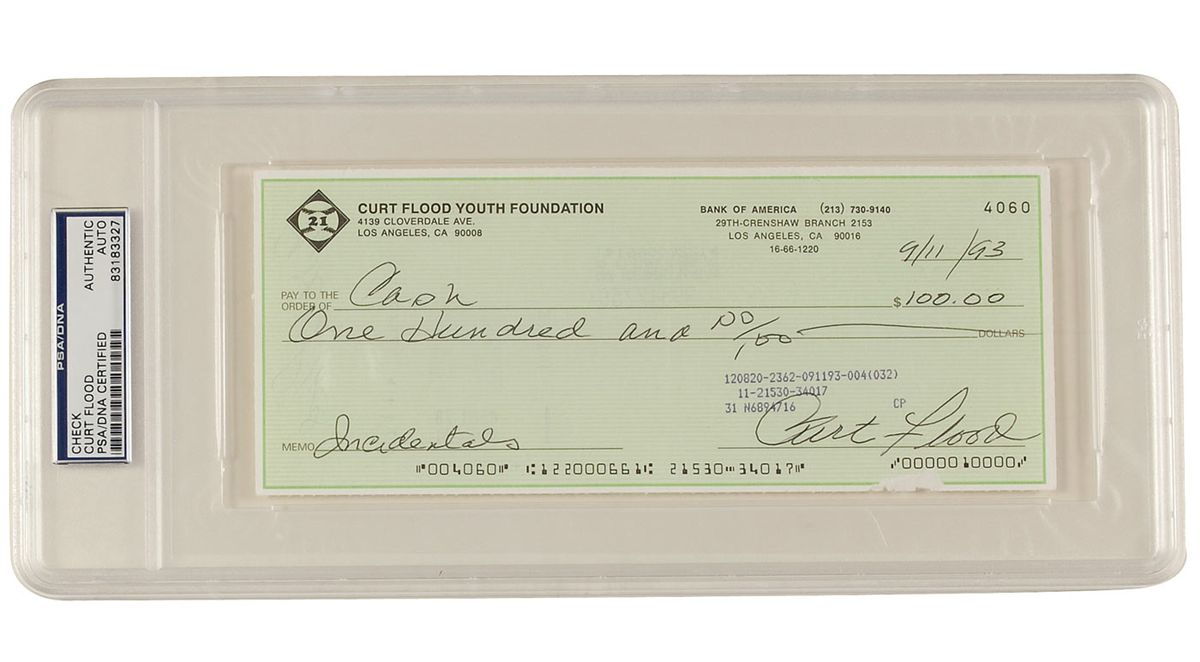 PSA/DNA
CHECK
CURT FLOOD
PSA/DNA CERTIFIED
AUTHENTIC
AUTO
83183327
21
CURT FLOOD YOUTH FOUNDATION
4139 CLOVERDALE AVE.
LOS ANGELES, CA 90008
BANK OF AMERICA (213) 730-9140
29TH-CRENSHAW BRANCH 2153
LOS ANGELES, CA 90016
16-66-1220
4060
9/11/93
PAY TO THE ORDER OF Cash $100.00
One Hundred and no/100 DOLLARS
120820-2362-091193-004(032)
11-21530-34017
31 N6894716 CP
MEMO Incidentals Curt Flood
⑈004060⑈ ⑆122000661⑆ 21530⑉34017⑈ ⑇0000010000⑇